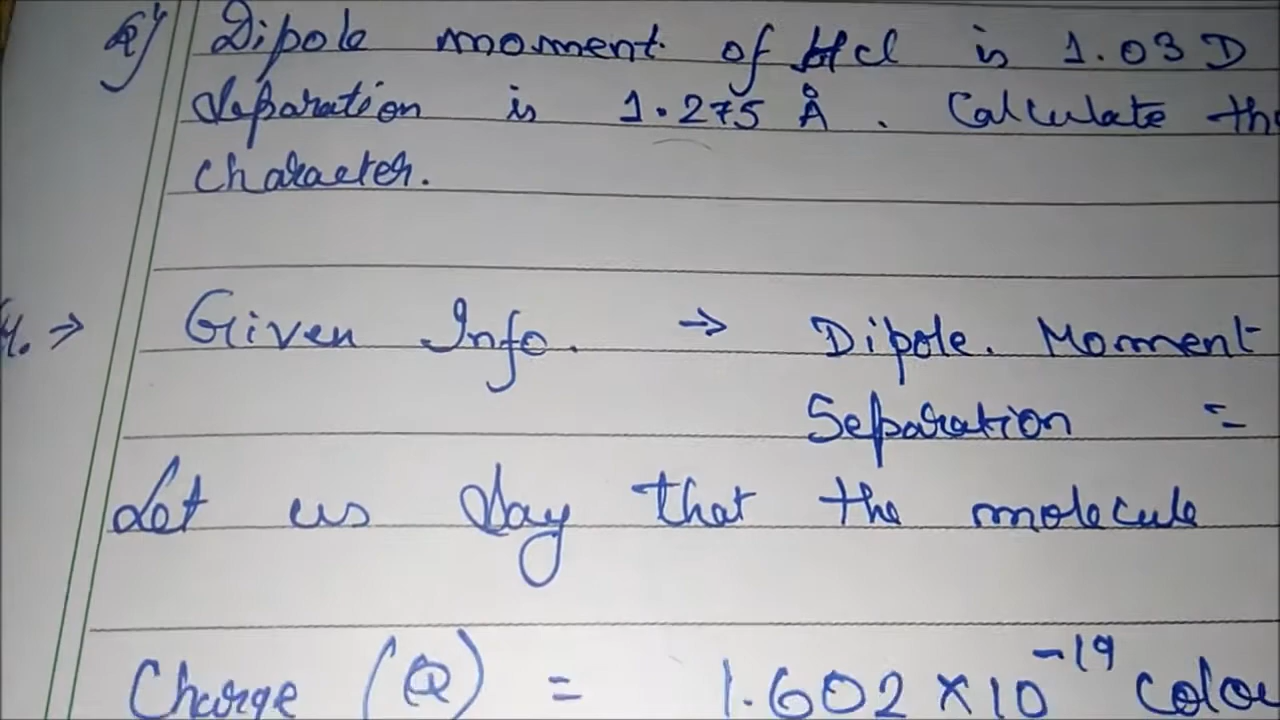 Q) Dipole moment of Hcl is 1.03 D
Separation is 1.275 Å . Calculate the
character.
→ Given Info. → Dipole. Moment
Separation =
Let us say that the molecule
Charge (Q) = 1.602 × 10⁻¹⁹ Colou